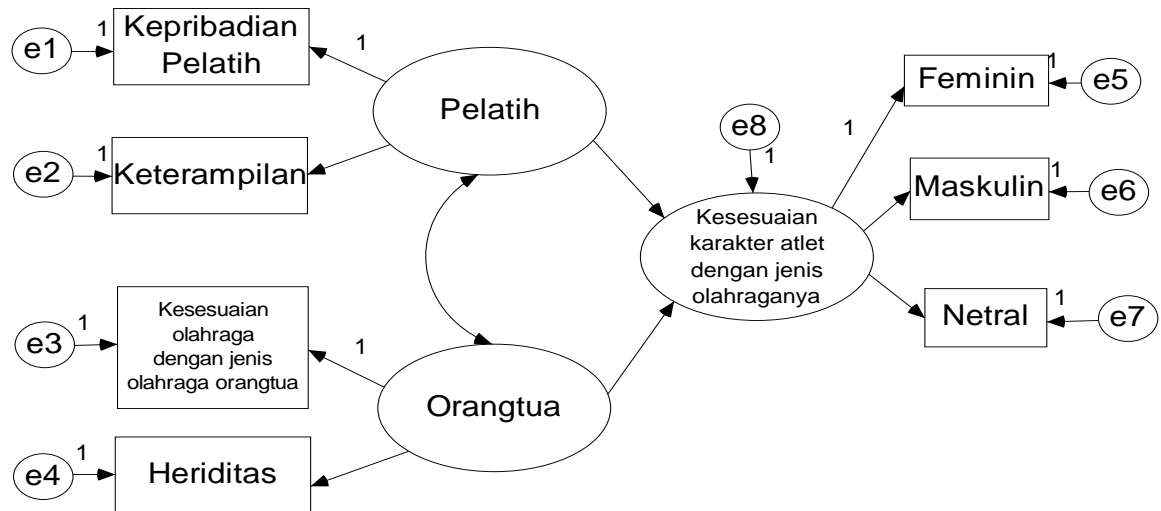 1
e1
Kepribadian
Pelatih
1
Pelatih
1
e2
Keterampilan
1
e3
Kesesuaian
olahraga
dengan jenis
olahraga orangtua
1
Orangtua
1
e4
Heriditas
e8
1
Kesesuaian
karakter atlet
dengan jenis
olahraganya
1
Feminin
1
e5
Maskulin
1
e6
Netral
1
e7